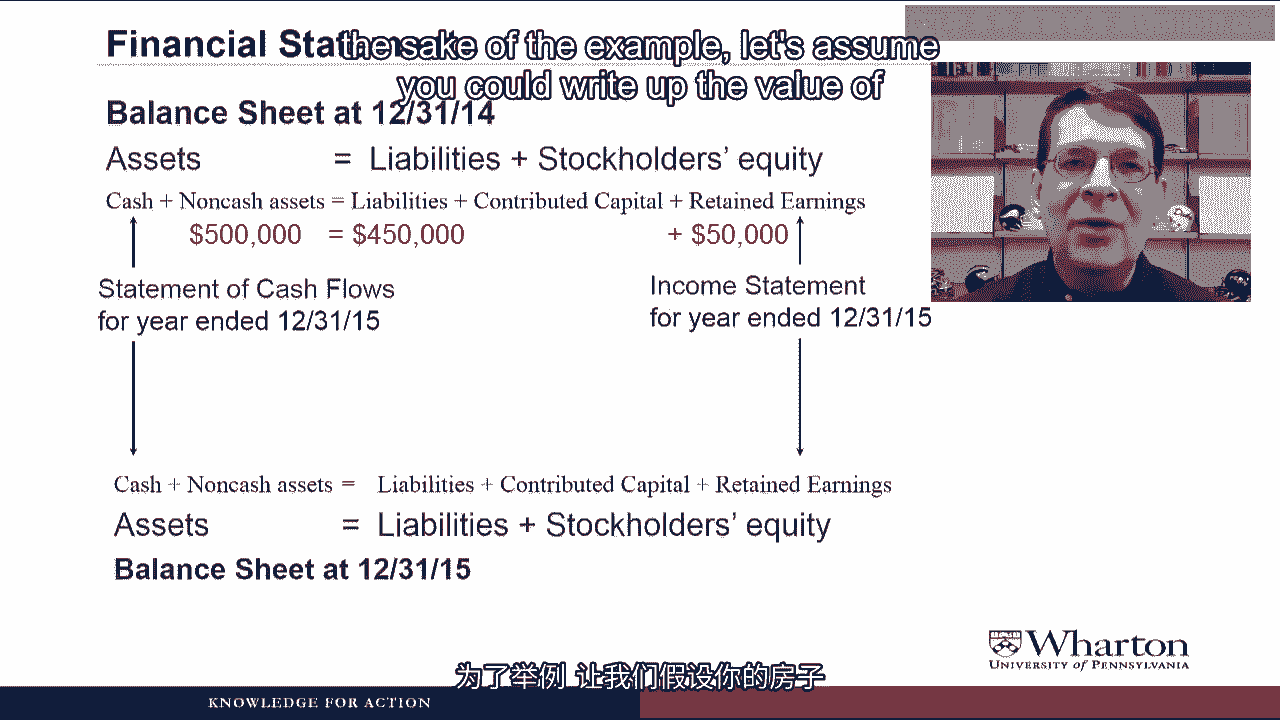 Financial Stat
the sake of the example, let's assume
you could write up the value of
Balance Sheet at 12/31/14
Assets = Liabilities + Stockholders' equity
Cash + Noncash assets = Liabilities + Contributed Capital + Retained Earnings
$500,000 = $450,000 + $50,000
Statement of Cash Flows
for year ended 12/31/15
Income Statement
for year ended 12/31/15
Cash + Noncash assets = Liabilities + Contributed Capital + Retained Earnings
Assets = Liabilities + Stockholders' equity
Balance Sheet at 12/31/15
Wharton
UNIVERSITY of PENNSYLVANIA
为了举例 让我们假设你的房子
KNOWLEDGE FOR ACTION